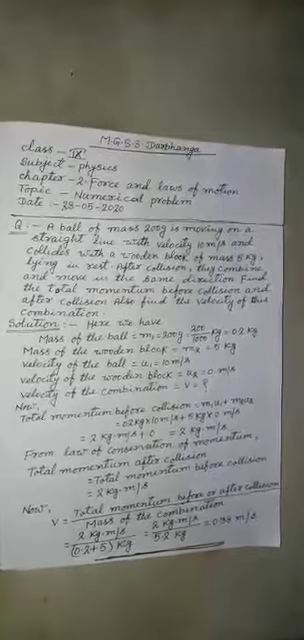 M.G.S.S Darbhanga
Class - IX
Subject - physics
Chapter - 2. Force and laws of motion
Topic - Numerical problem
Date :- 28-05-2020
Q :- A ball of mass 200g is moving on a
straight line with velocity 10 m/s and
collides with a wooden block of mass 5 kg,
lying in rest. After collision, they combine
and move in the same direction. Find
the total momentum before collision and
after collision. Also find the velocity of this
combination.
Solution :- Here we have
Mass of the ball = m₁ = 200g = 200/1000 kg = 0.2 kg
Mass of the wooden block = m₂ = 5 kg
velocity of the ball = u₁ = 10 m/s
velocity of the wooden block = u₂ = 0 m/s
velocity of the combination = v = ?
Now,
Total momentum before collision = m₁u₁ + m₂u₂
= 0.2 kg x 10 m/s + 5 kg x 0 m/s
= 2 kg.m/s + 0 = 2 kg.m/s
From law of conservation of momentum,
Total momentum after collision
= Total momentum before collision
= 2 kg.m/s
Now, V = Total momentum before or after collision / Mass of the combination
= 2 kg.m/s / (0.2+5) kg = 2 kg.m/s / 5.2 kg = 0.38 m/s